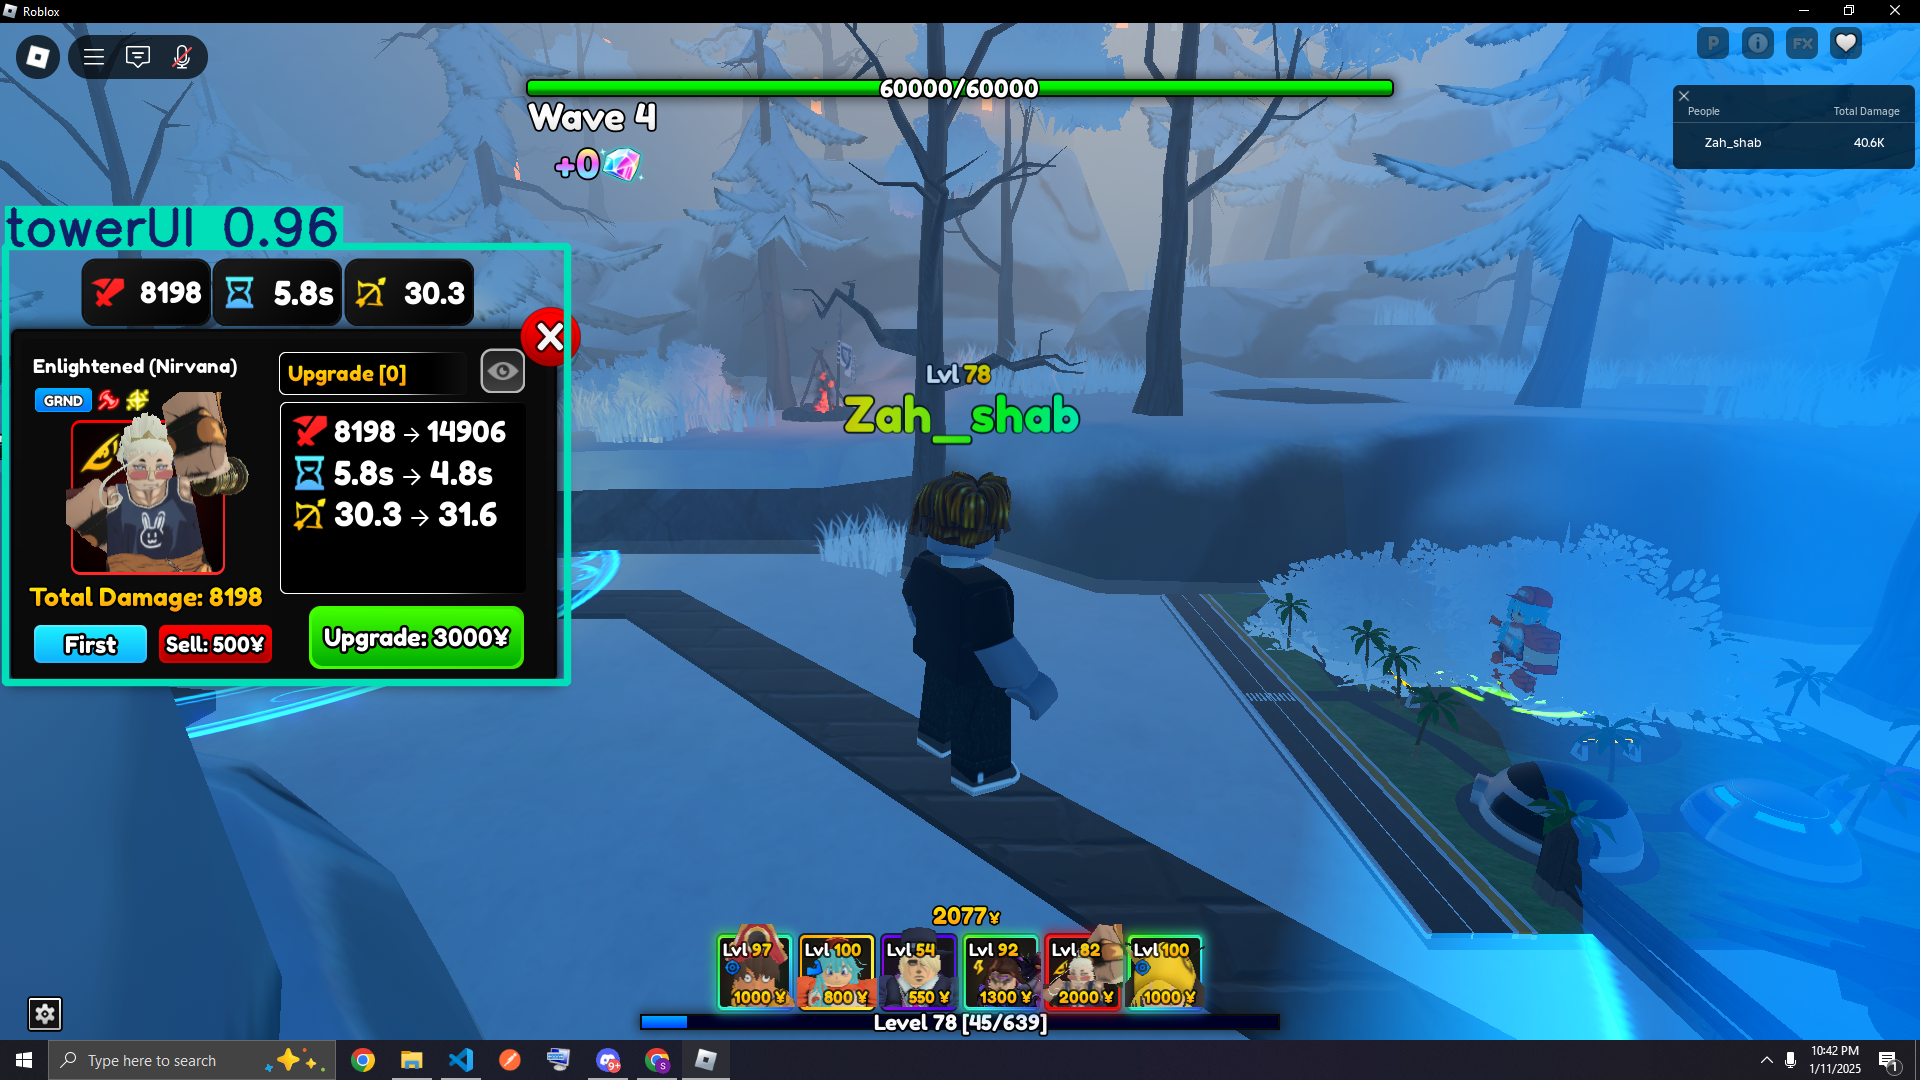 Roblox
P
i
FX
60000/60000
Wave 4
+0
People
Total Damage
Zah_shab
40.6K
towerUI 0.96
8198
5.8s
30.3
X
Enlightened (Nirvana)
GRND
Upgrade [0]
8198 → 14906
5.8s → 4.8s
30.3 → 31.6
Total Damage: 8198
First
Sell: 500¥
Upgrade: 3000¥
Lvl 78
Zah__shab
2077¥
Lvl 97
Lvl 100
Lvl 54
Lvl 92
Lvl 82
Lvl 100
1000 ¥
800 ¥
550 ¥
1300 ¥
2000 ¥
1000 ¥
Level 78 [45/639]
Type here to search
9+
S
10:42 PM
1/11/2025
1